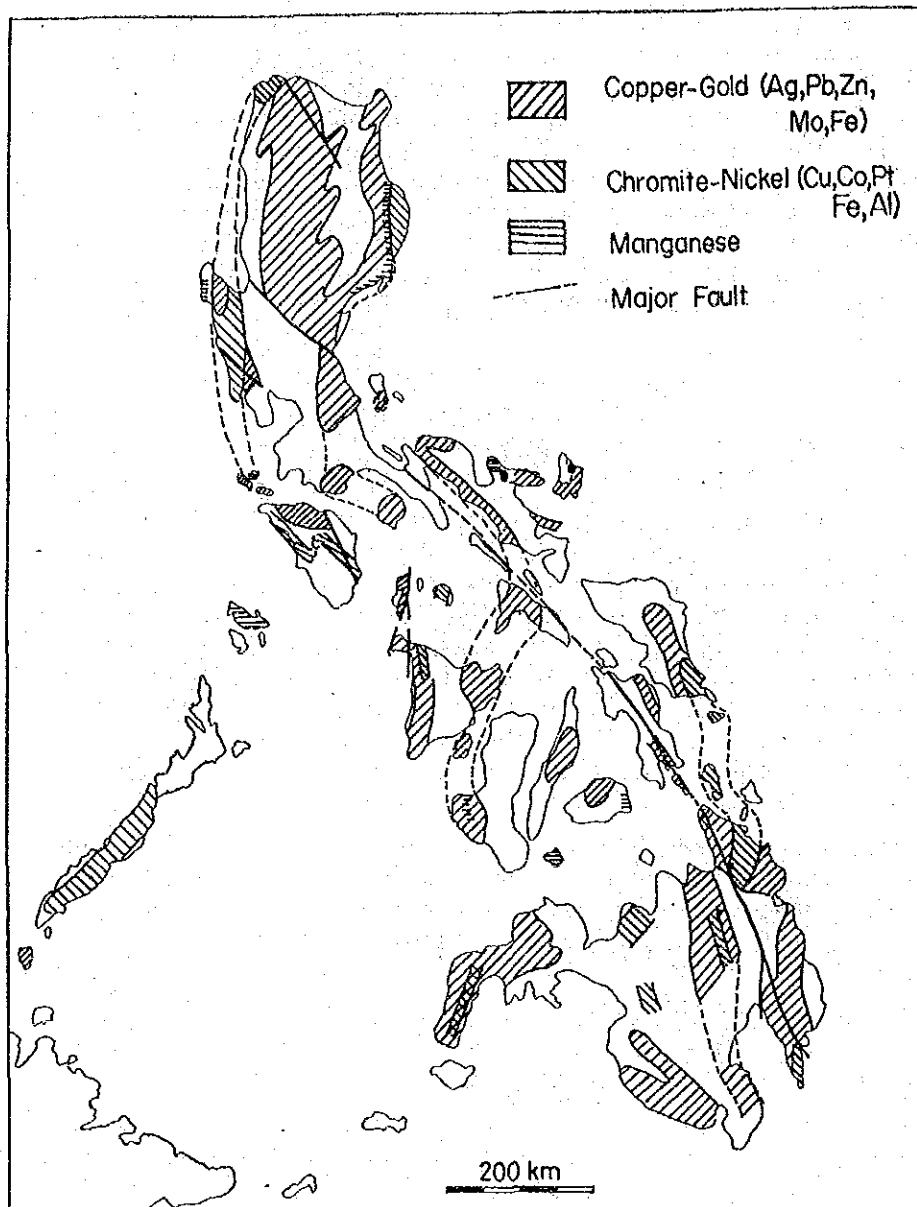 Copper-Gold (Ag,Pb,Zn,
Mo,Fe)
Chromite-Nickel (Cu,Co,Pt
Fe,Al)
Manganese
Major Fault
200 km